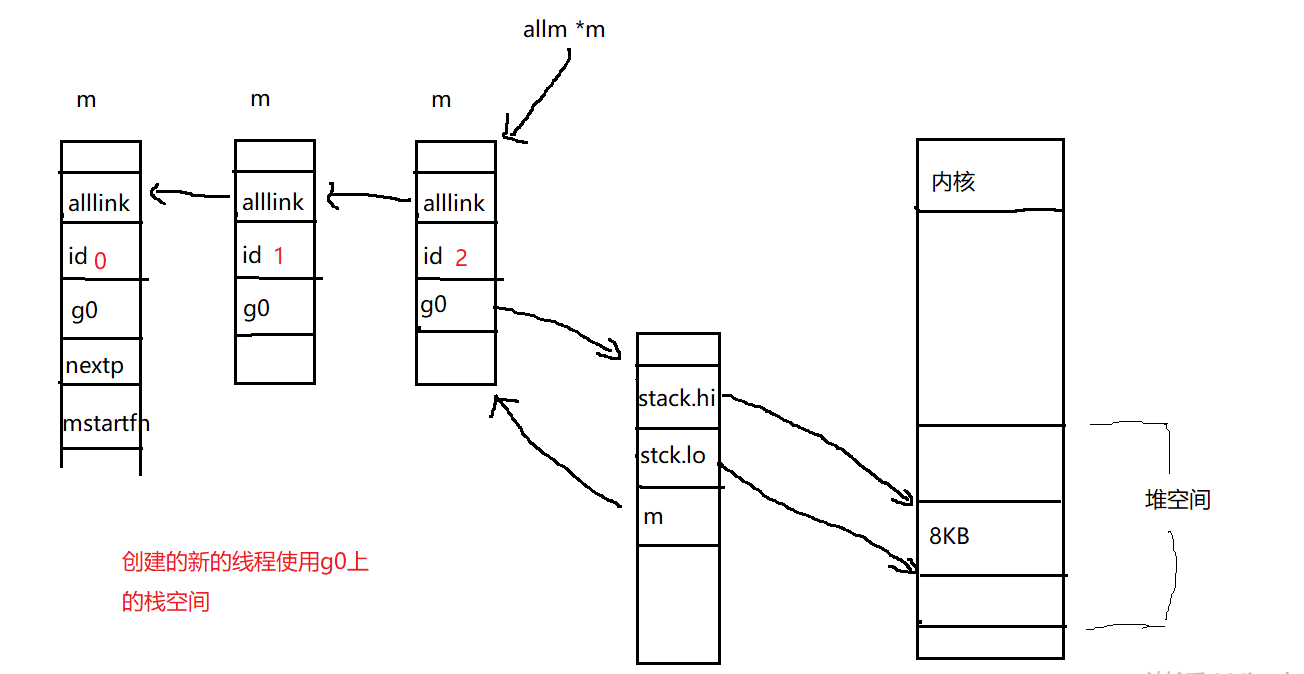 allm *m
m
m
m
alllink
id 0
g0
nextp
mstartfn
alllink
id 1
g0
alllink
id 2
g0
stack.hi
stck.lo
m
内核
8KB
堆空间
创建的新的线程使用g0上
的栈空间